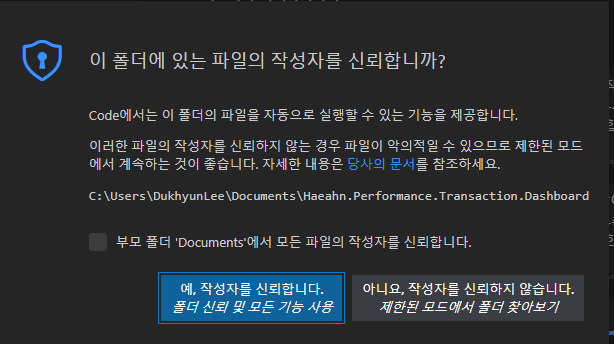 이 폴더에 있는 파일의 작성자를 신뢰합니까?
Code에서는 이 폴더의 파일을 자동으로 실행할 수 있는 기능을 제공합니다.
이러한 파일의 작성자를 신뢰하지 않는 경우 파일이 악의적일 수 있으므로 제한된 모드
에서 계속하는 것이 좋습니다. 자세한 내용은 당사의 문서를 참조하세요.
C:\Users\DukhyunLee\Documents\Haeahn.Performance.Transaction.Dashboard
부모 폴더 'Documents'에서 모든 파일의 작성자를 신뢰합니다.
예, 작성자를 신뢰합니다.
폴더 신뢰 및 모든 기능 사용
아니요, 작성자를 신뢰하지 않습니다.
제한된 모드에서 폴더 찾아보기